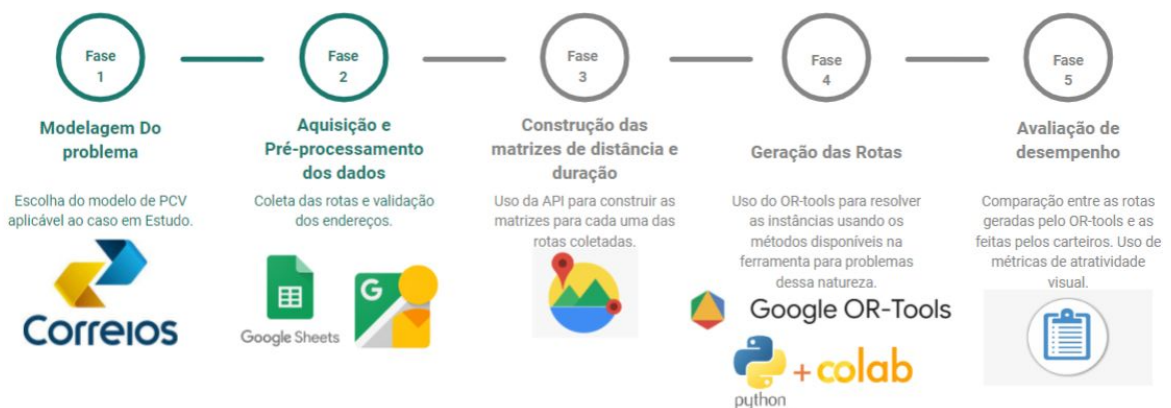 Fase
1
Fase
2
Fase
3
Fase
4
Fase
5
Modelagem Do
problema
Escolha do modelo de PCV
aplicável ao caso em Estudo.
Correios
Aquisição e
Pré-processamento
dos dados
Coleta das rotas e validação
dos endereços.
Google Sheets
G
Construção das
matrizes de distância e
duração
Uso da API para construir as
matrizes para cada uma das
rotas coletadas.
Geração das Rotas
Uso do OR-tools para resolver
as instâncias usando os
métodos disponíveis na
ferramenta para problemas
dessa natureza.
Google OR-Tools
python
+ colab
Avaliação de
desempenho
Comparação entre as rotas
geradas pelo OR-tools e as
feitas pelos carteiros. Uso de
métricas de atratividade
visual.